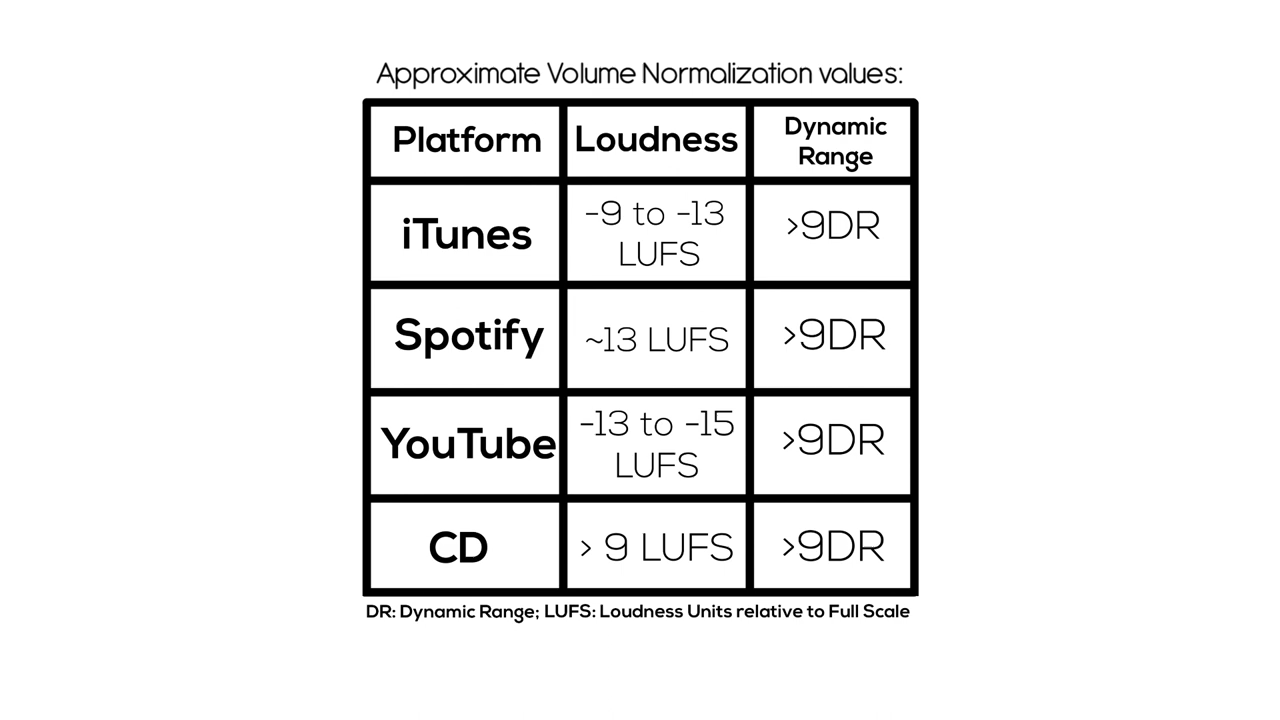 Approximate Volume Normalization values:
Platform
Loudness
Dynamic
Range
iTunes
-9 to -13
LUFS
>9DR
Spotify
~13 LUFS
>9DR
YouTube
-13 to -15
LUFS
>9DR
CD
> 9 LUFS
>9DR
DR: Dynamic Range; LUFS: Loudness Units relative to Full Scale